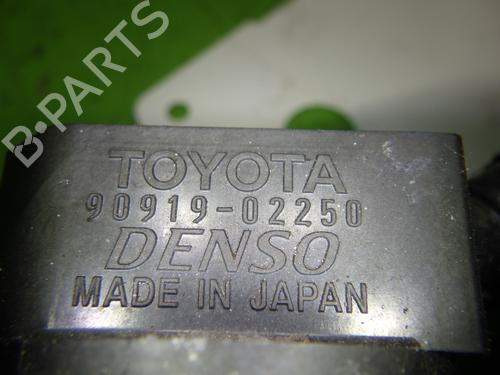 B-PARTS
TOYOTA
90919-02250
DENSO
MADE IN JAPAN